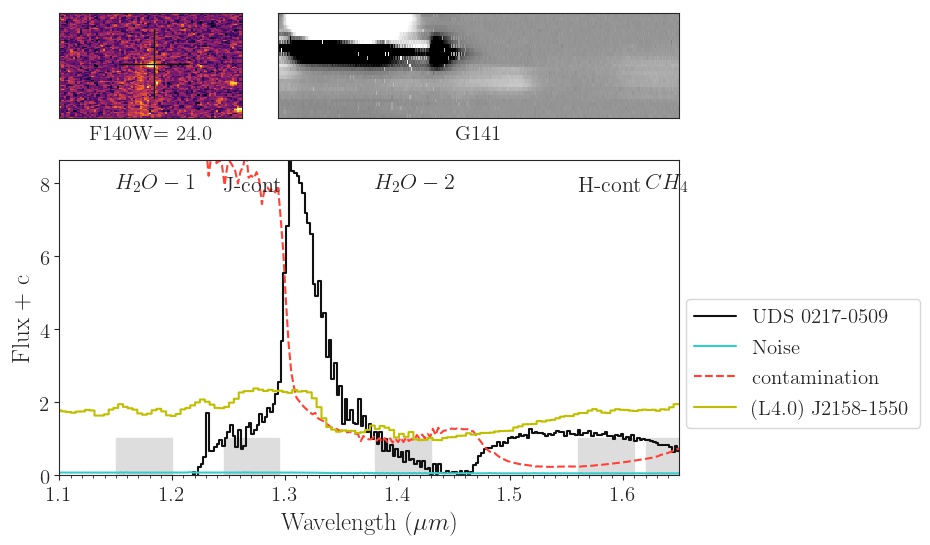 F140W= 24.0
G141
H₂O − 1
J-cont
H₂O − 2
H-cont
CH₄
8
6
4
2
0
Flux + c
1.1
1.2
1.3
1.4
1.5
1.6
Wavelength (μm)
UDS 0217-0509
Noise
contamination
(L4.0) J2158-1550